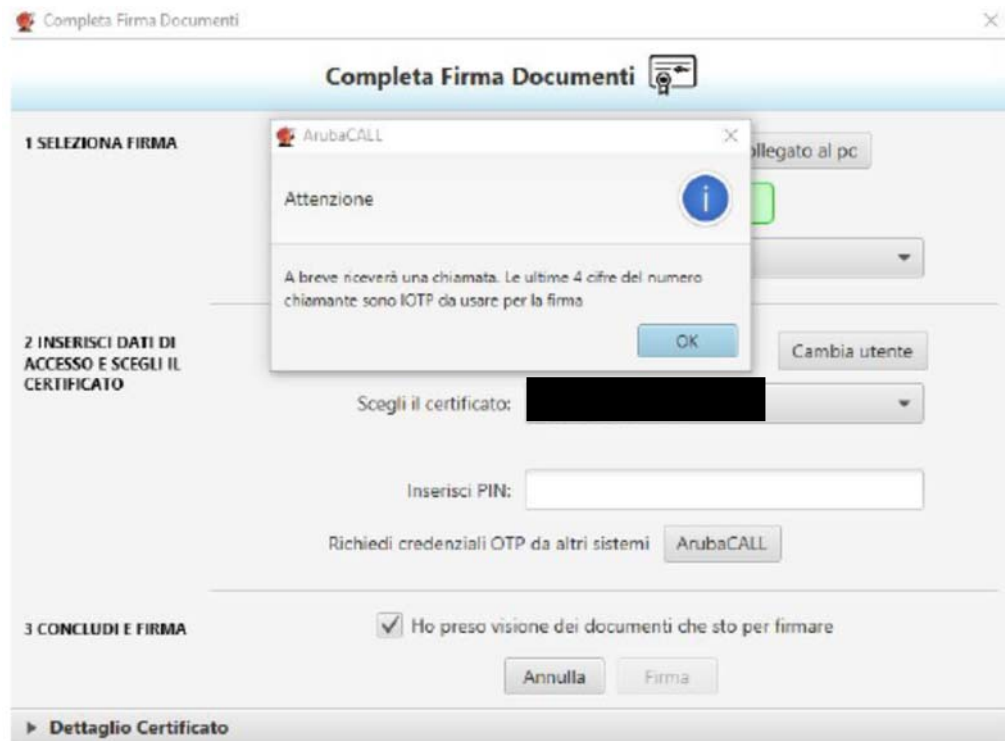 Completa Firma Documenti
Completa Firma Documenti
1 SELEZIONA FIRMA
ArubaCALL
ollegato al pc
Attenzione
A breve riceverà una chiamata. Le ultime 4 cifre del numero
chiamante sono lOTP da usare per la firma
OK
2 INSERISCI DATI DI
ACCESSO E SCEGLI IL
CERTIFICATO
Cambia utente
Scegli il certificato:
Inserisci PIN:
Richiedi credenziali OTP da altri sistemi ArubaCALL
3 CONCLUDI E FIRMA
Ho preso visione dei documenti che sto per firmare
Annulla Firma
Dettaglio Certificato